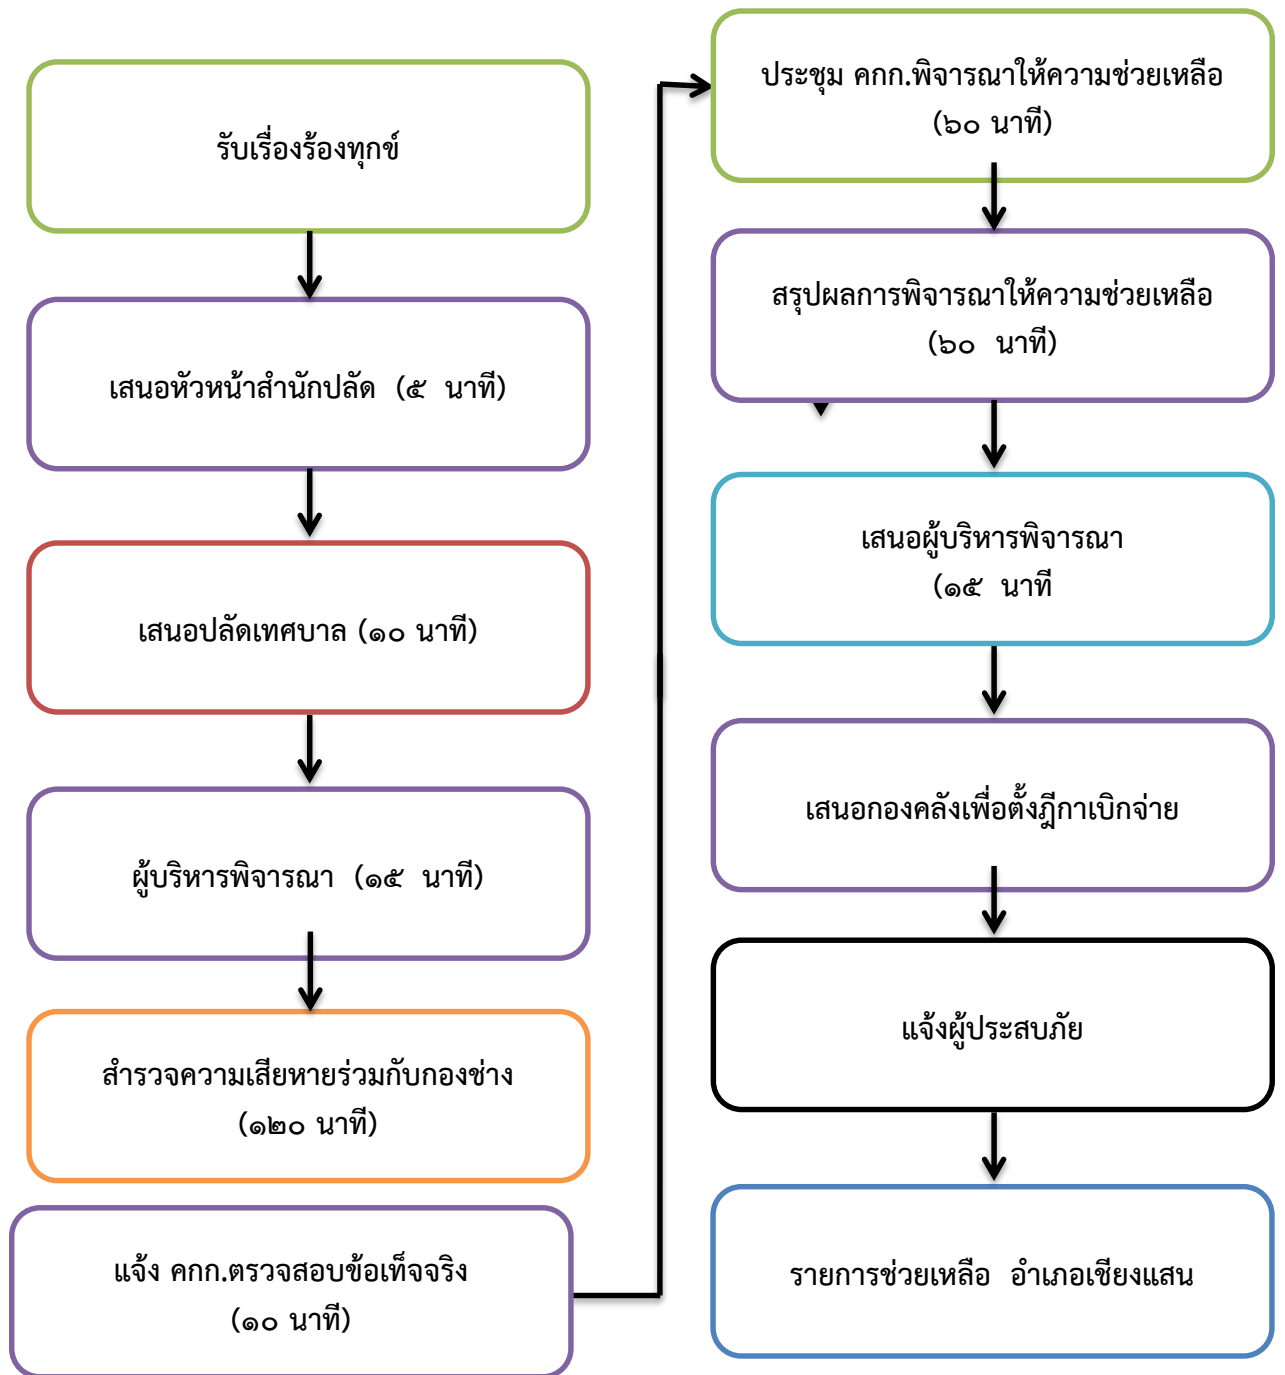 รับเรื่องร้องทุกข์
เสนอหัวหน้าสำนักปลัด (๕ นาที)
เสนอปลัดเทศบาล (๑๐ นาที)
ผู้บริหารพิจารณา (๑๕ นาที)
สำรวจความเสียหายร่วมกับกองช่าง
(๑๒๐ นาที)
แจ้ง คกก.ตรวจสอบข้อเท็จจริง
(๑๐ นาที)
ประชุม คกก.พิจารณาให้ความช่วยเหลือ
(๖๐ นาที)
สรุปผลการพิจารณาให้ความช่วยเหลือ
(๖๐ นาที)
เสนอผู้บริหารพิจารณา
(๑๕ นาที
เสนอกองคลังเพื่อตั้งฎีกาเบิกจ่าย
แจ้งผู้ประสบภัย
รายการช่วยเหลือ อำเภอเชียงแสน